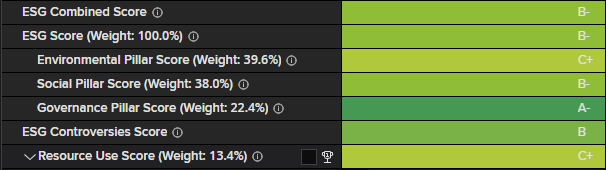 ESG Combined Score B-
ESG Score (Weight: 100.0%) B-
Environmental Pillar Score (Weight: 39.6%) C+
Social Pillar Score (Weight: 38.0%) B-
Governance Pillar Score (Weight: 22.4%) A-
ESG Controversies Score B
Resource Use Score (Weight: 13.4%) C+